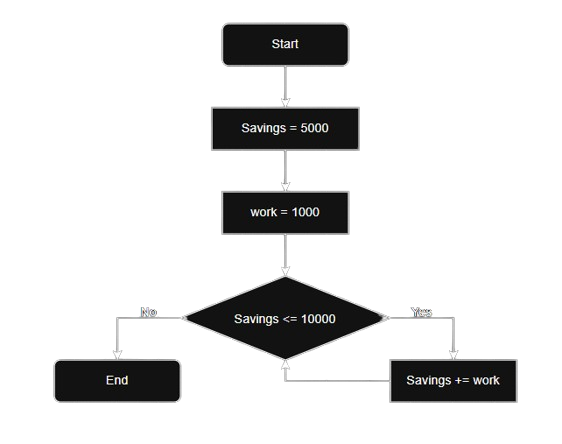 Start
Savings = 5000
work = 1000
Savings <= 10000
No
Yes
End
Savings += work